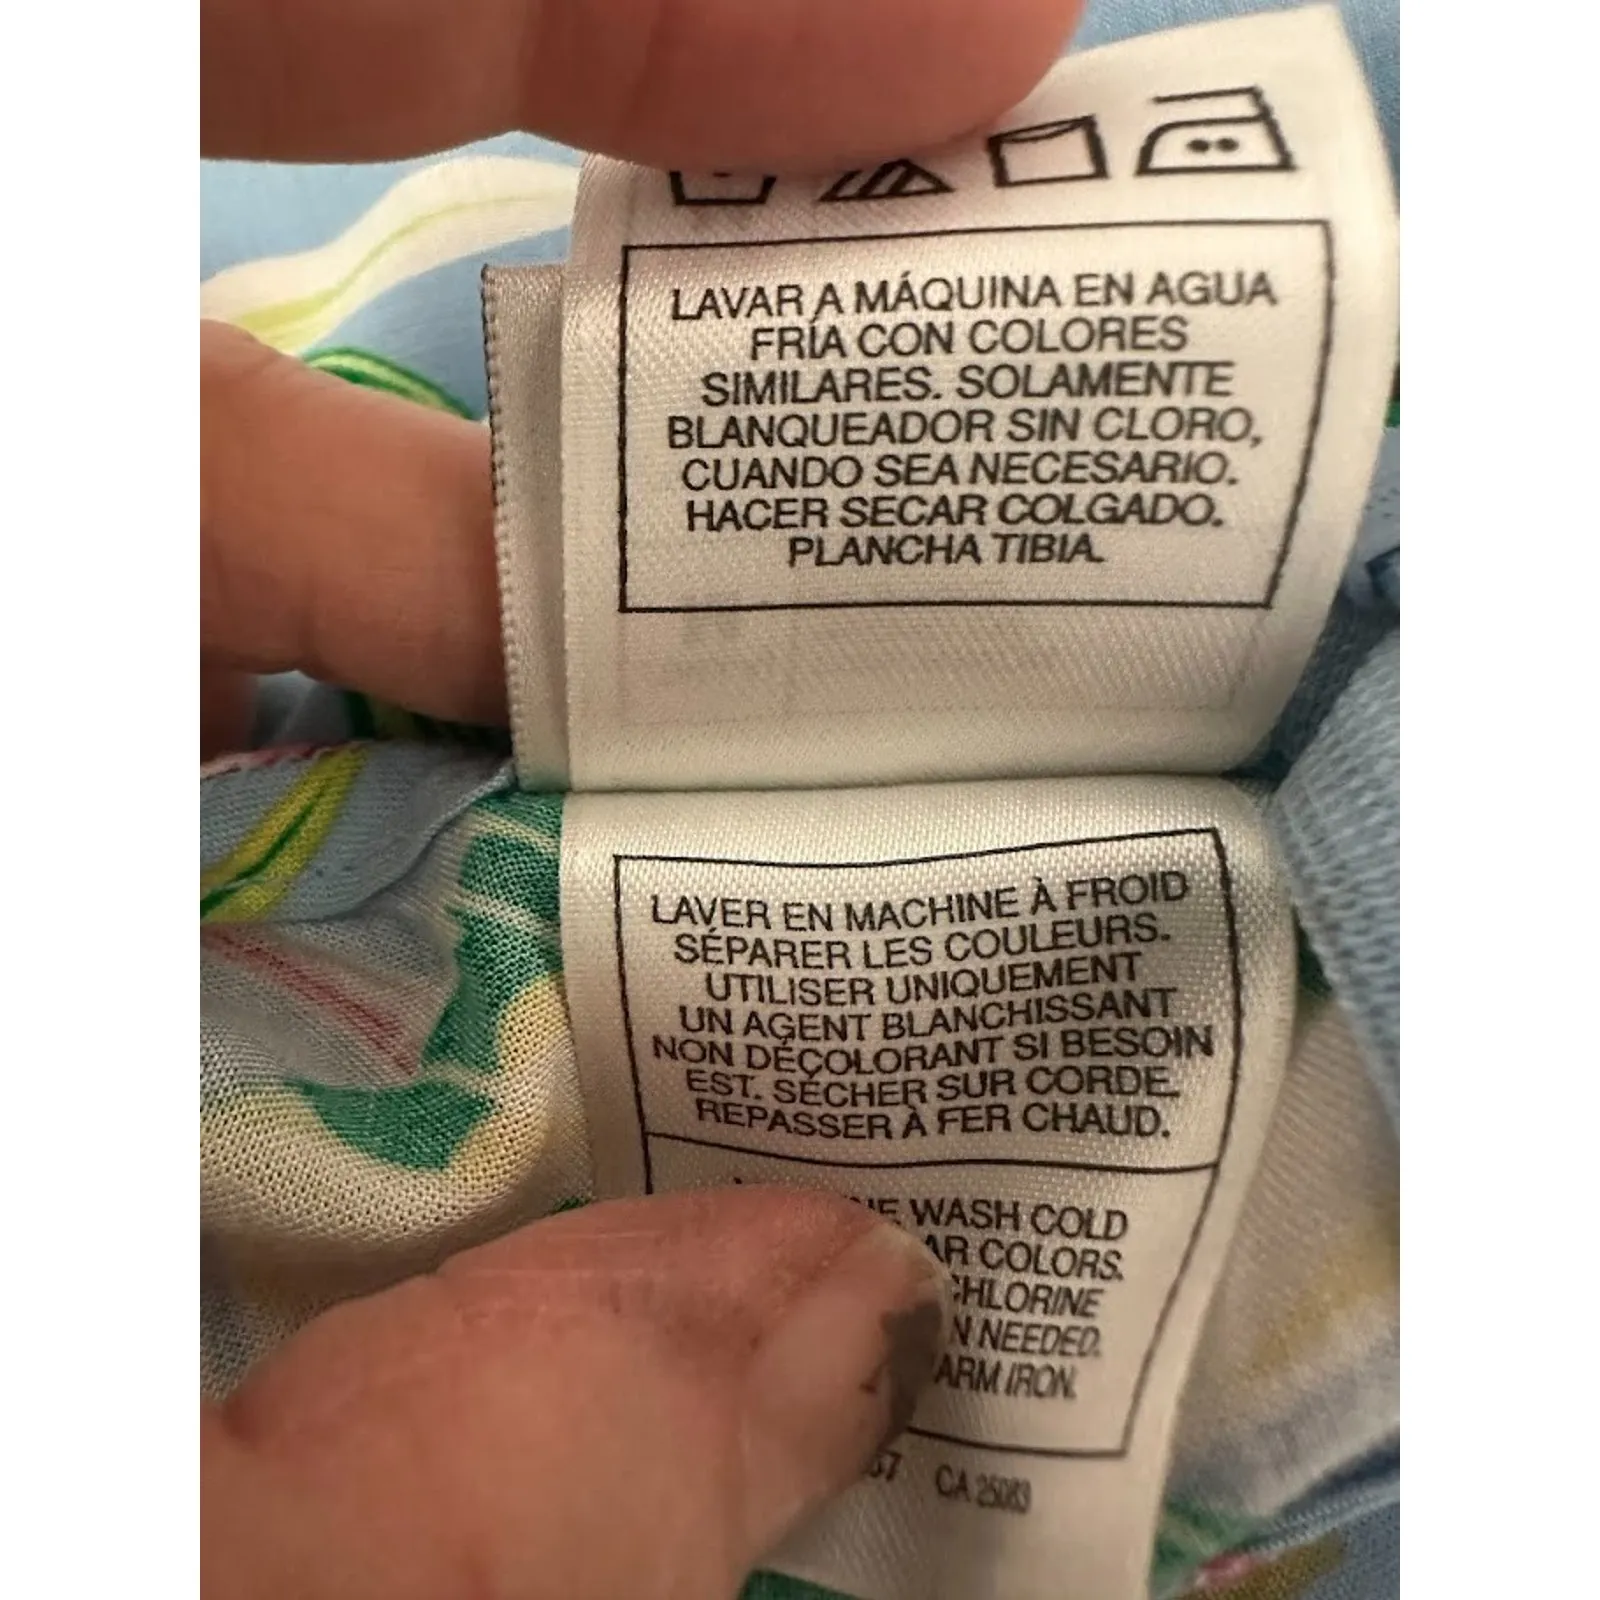 LAVAR A MÁQUINA EN AGUA
FRÍA CON COLORES
SIMILARES. SOLAMENTE
BLANQUEADOR SIN CLORO,
CUANDO SEA NECESARIO.
HACER SECAR COLGADO.
PLANCHA TIBIA.
LAVER EN MACHINE À FROID
SÉPARER LES COULEURS.
UTILISER UNIQUEMENT
UN AGENT BLANCHISSANT
NON DÉCOLORANT SI BESOIN
EST. SÉCHER SUR CORDE.
REPASSER À FER CHAUD.
WASH COLD
COLORS.
NEEDED.
IRON.
CA 25083